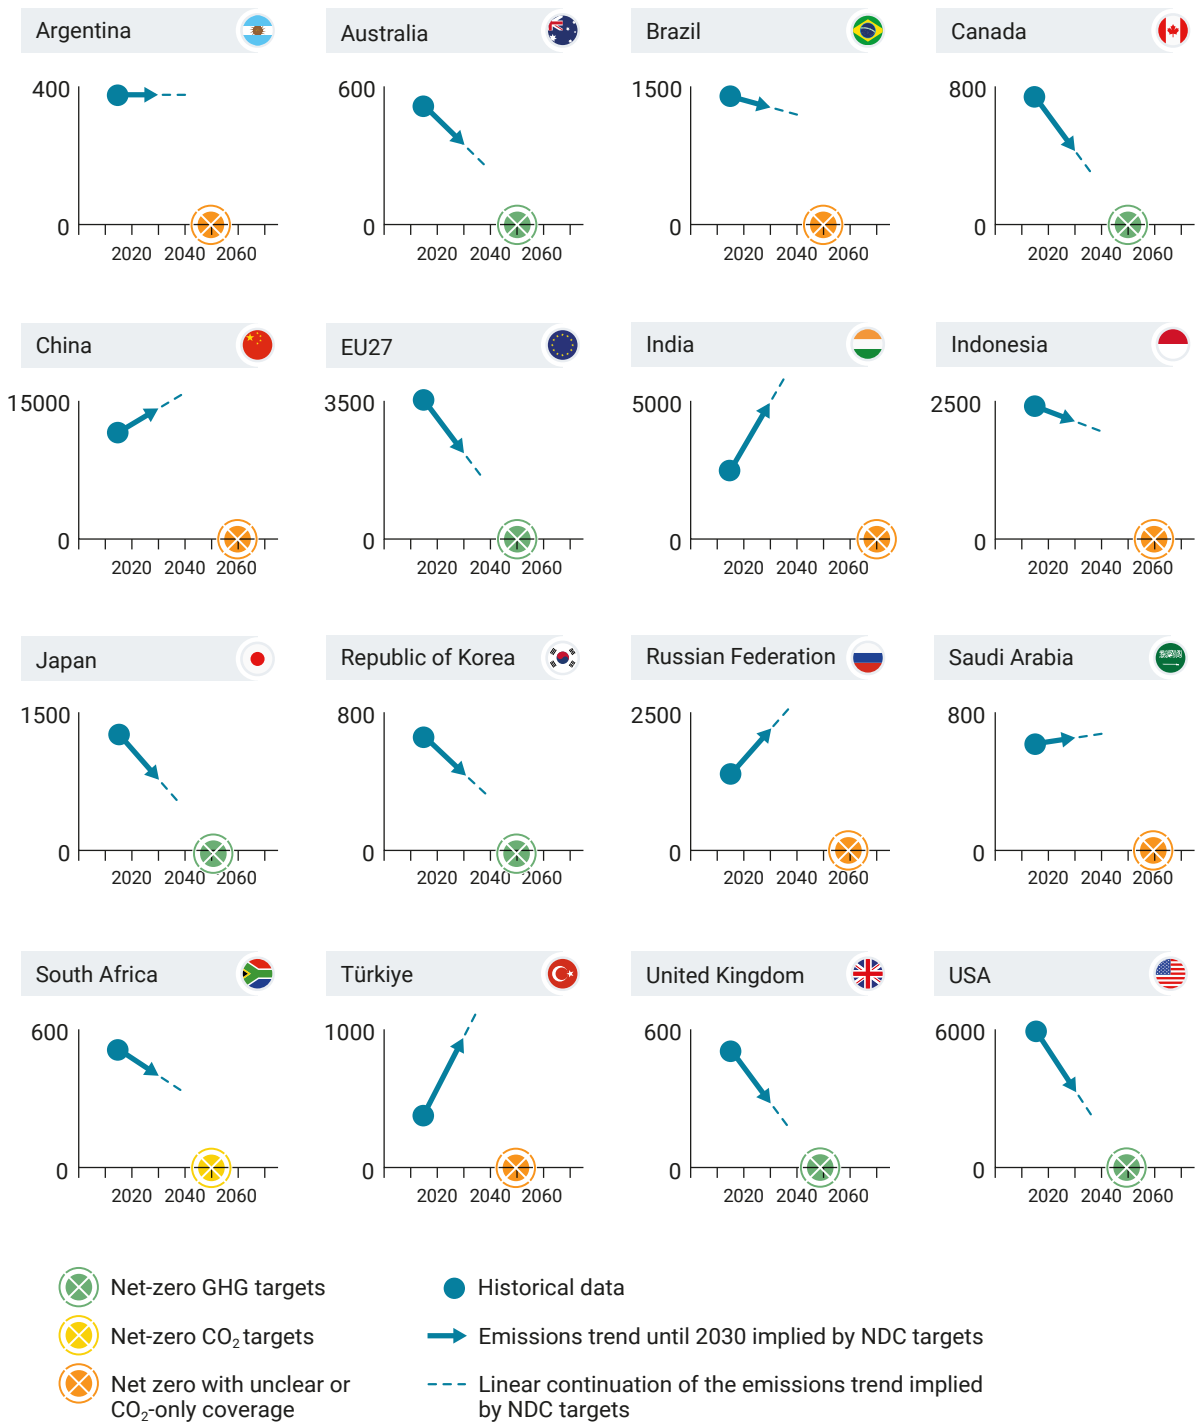 Argentina
400
0
2020 2040 2060
Australia
600
0
2020 2040 2060
Brazil
1500
0
2020 2040 2060
Canada
800
0
2020 2040 2060
China
15000
0
2020 2040 2060
EU27
3500
0
2020 2040 2060
India
5000
0
2020 2040 2060
Indonesia
2500
0
2020 2040 2060
Japan
1500
0
2020 2040 2060
Republic of Korea
800
0
2020 2040 2060
Russian Federation
2500
0
2020 2040 2060
Saudi Arabia
800
0
2020 2040 2060
South Africa
600
0
2020 2040 2060
Türkiye
1000
0
2020 2040 2060
United Kingdom
600
0
2020 2040 2060
USA
6000
0
2020 2040 2060
Net-zero GHG targets
Net-zero CO₂ targets
Net zero with unclear or
CO₂-only coverage
Historical data
Emissions trend until 2030 implied by NDC targets
Linear continuation of the emissions trend implied
by NDC targets